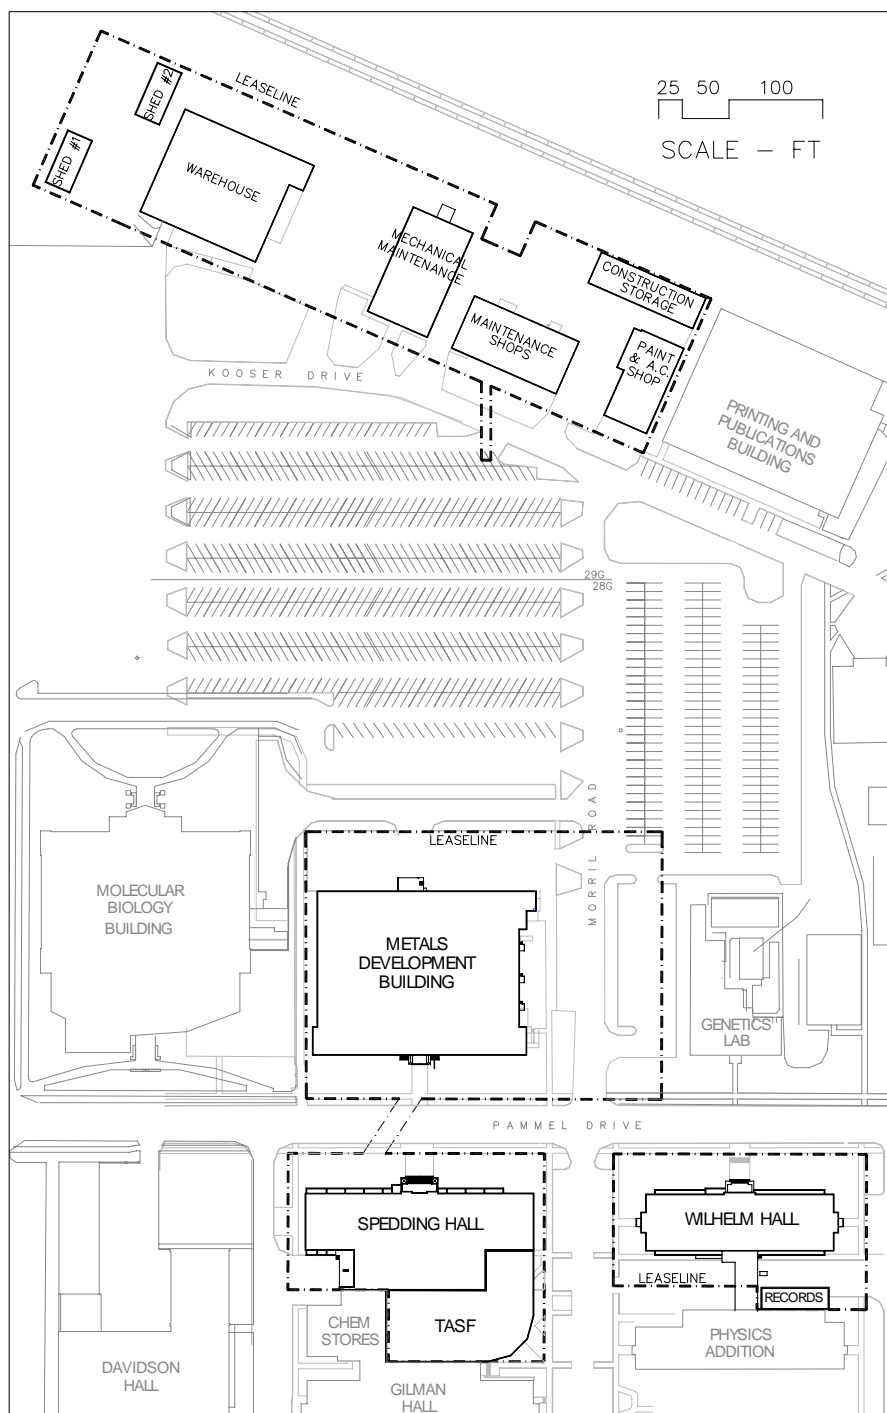 25 50 100
SCALE – FT
LEASELINE
SHED #2
SHED #1
WAREHOUSE
MECHANICAL
MAINTENANCE
CONSTRUCTION
STORAGE
MAINTENANCE
SHOPS
PAINT
& A.C.
SHOP
KOOSER DRIVE
PRINTING AND
PUBLICATIONS
BUILDING
29G
28G
MORRIL ROAD
LEASELINE
MOLECULAR
BIOLOGY
BUILDING
METALS
DEVELOPMENT
BUILDING
GENETICS
LAB
PAMMEL DRIVE
SPEDDING HALL
WILHELM HALL
LEASELINE
RECORDS
CHEM
STORES
TASF
PHYSICS
ADDITION
DAVIDSON
HALL
GILMAN
HALL